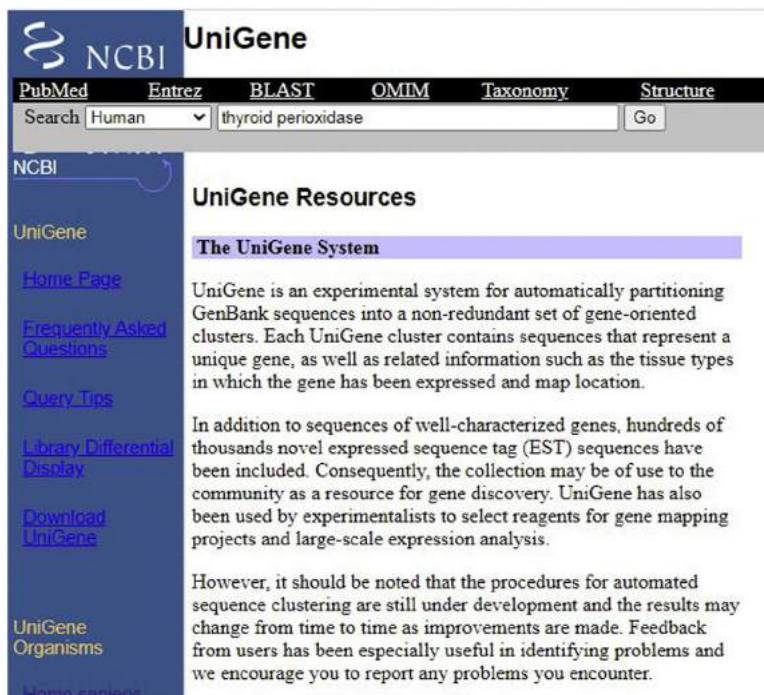 NCBI
UniGene
PubMed Entrez BLAST OMIM Taxonomy Structure
Search Human thyroid perioxidase Go
NCBI
UniGene
Home Page
Frequently Asked
Questions
Query Tips
Library Differential
Display
Download
UniGene
UniGene
Organisms
Homo sapiens
UniGene Resources
The UniGene System
UniGene is an experimental system for automatically partitioning
GenBank sequences into a non-redundant set of gene-oriented
clusters. Each UniGene cluster contains sequences that represent a
unique gene, as well as related information such as the tissue types
in which the gene has been expressed and map location.
In addition to sequences of well-characterized genes, hundreds of
thousands novel expressed sequence tag (EST) sequences have
been included. Consequently, the collection may be of use to the
community as a resource for gene discovery. UniGene has also
been used by experimentalists to select reagents for gene mapping
projects and large-scale expression analysis.
However, it should be noted that the procedures for automated
sequence clustering are still under development and the results may
change from time to time as improvements are made. Feedback
from users has been especially useful in identifying problems and
we encourage you to report any problems you encounter.